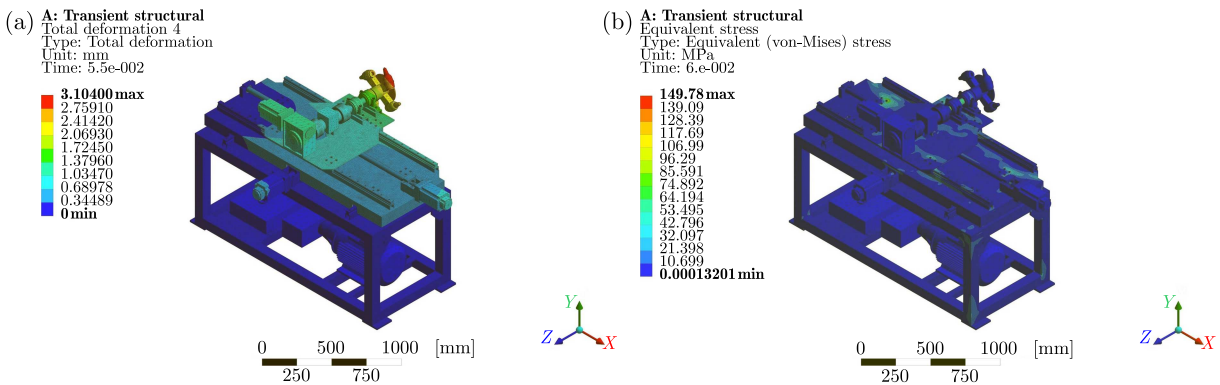 (a)
A: Transient structural
Total deformation 4
Type: Total deformation
Unit: mm
Time: 5.5e-002
3.10400 max
2.75910
2.41420
2.06930
1.72450
1.37960
1.03470
0.68978
0.34489
0 min
Y
Z
X
0 500 1000 [mm]
250 750
(b)
A: Transient structural
Equivalent stress
Type: Equivalent (von-Mises) stress
Unit: MPa
Time: 6.e-002
149.78 max
139.09
128.39
117.69
106.99
96.29
85.591
74.892
64.194
53.495
42.796
32.097
21.398
10.699
0.00013201 min
Y
Z
X
0 500 1000 [mm]
250 750